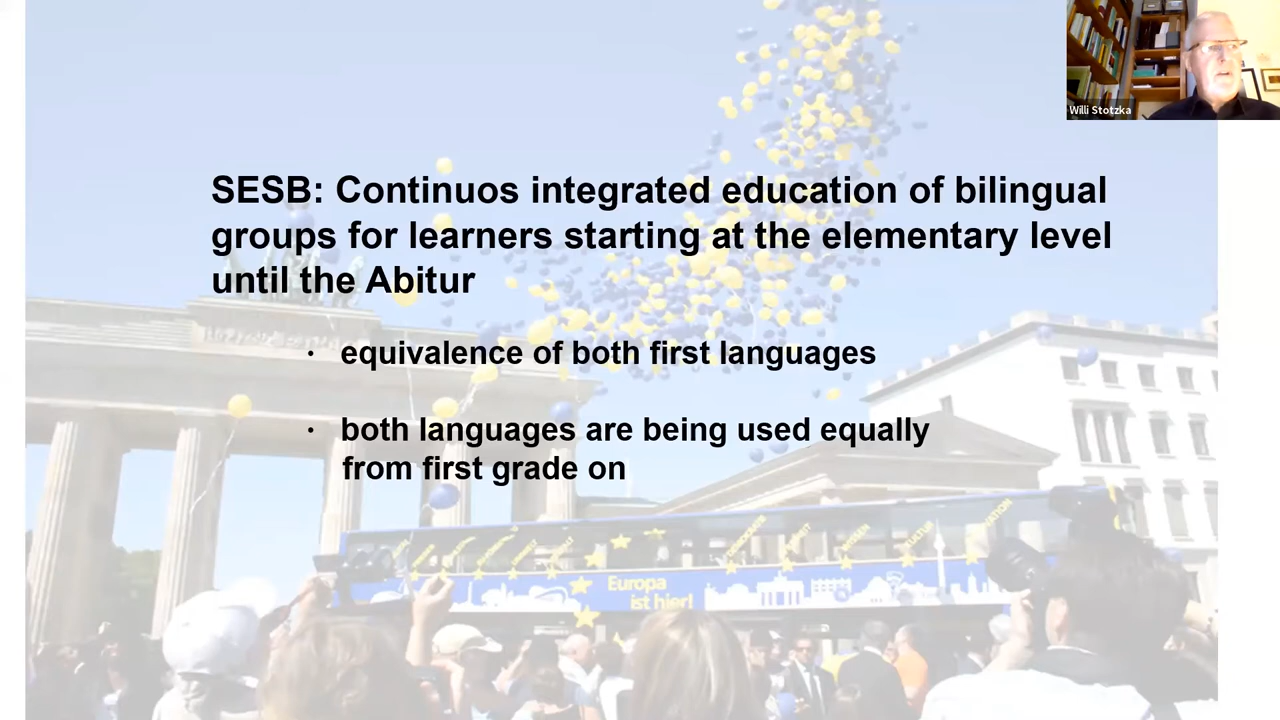 Willi Stotzka
SESB: Continuos integrated education of bilingual
groups for learners starting at the elementary level
until the Abitur
· equivalence of both first languages
· both languages are being used equally
from first grade on
Europa
ist hier!